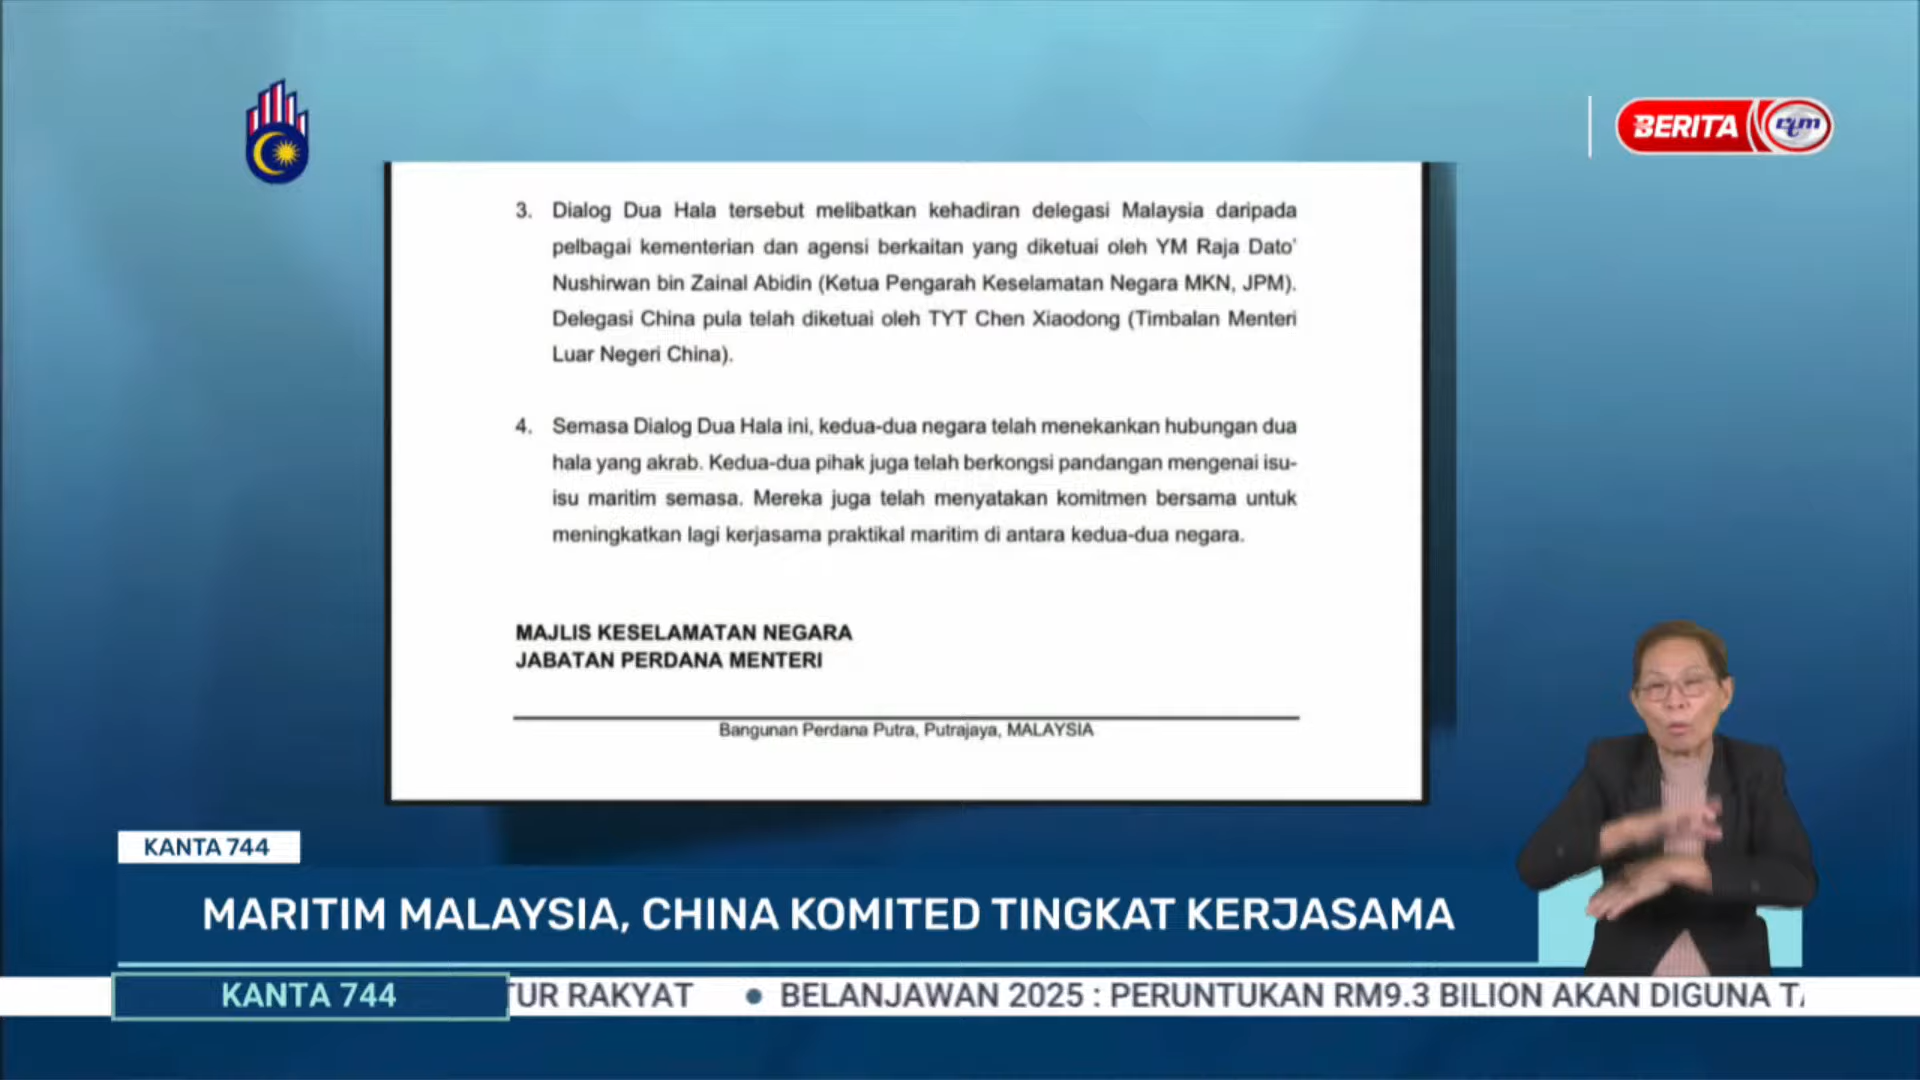 BERITA rtm
3. Dialog Dua Hala tersebut melibatkan kehadiran delegasi Malaysia daripada
pelbagai kementerian dan agensi berkaitan yang diketuai oleh YM Raja Dato'
Nushirwan bin Zainal Abidin (Ketua Pengarah Keselamatan Negara MKN, JPM).
Delegasi China pula telah diketuai oleh TYT Chen Xiaodong (Timbalan Menteri
Luar Negeri China).
4. Semasa Dialog Dua Hala ini, kedua-dua negara telah menekankan hubungan dua
hala yang akrab. Kedua-dua pihak juga telah berkongsi pandangan mengenai isu-
isu maritim semasa. Mereka juga telah menyatakan komitmen bersama untuk
meningkatkan lagi kerjasama praktikal maritim di antara kedua-dua negara.
MAJLIS KESELAMATAN NEGARA
JABATAN PERDANA MENTERI
Bangunan Perdana Putra, Putrajaya, MALAYSIA
KANTA 744
MARITIM MALAYSIA, CHINA KOMITED TINGKAT KERJASAMA
KANTA 744
TUR RAKYAT • BELANJAWAN 2025 : PERUNTUKAN RM9.3 BILION AKAN DIGUNA